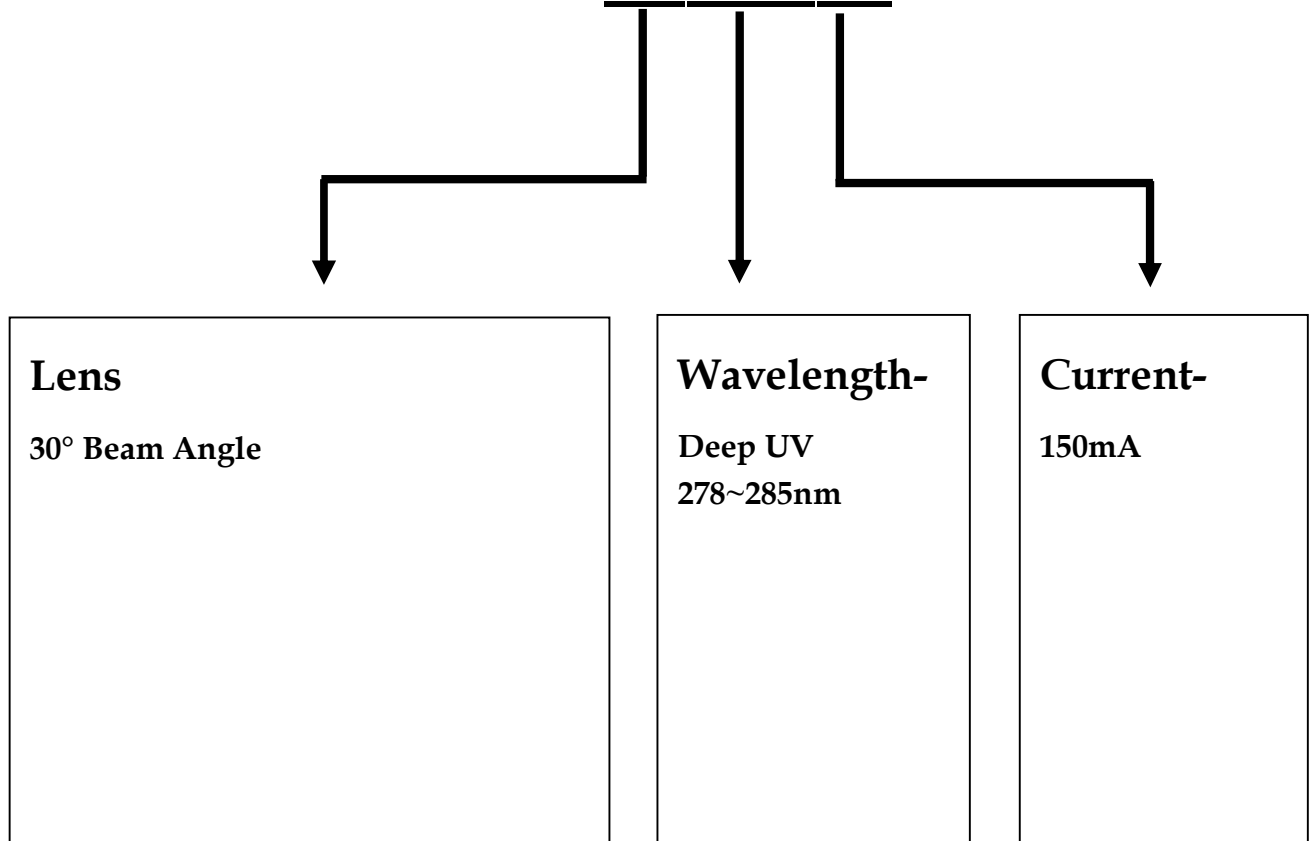 Lens
30° Beam Angle
Wavelength-
Deep UV
278~285nm
Current-
150mA